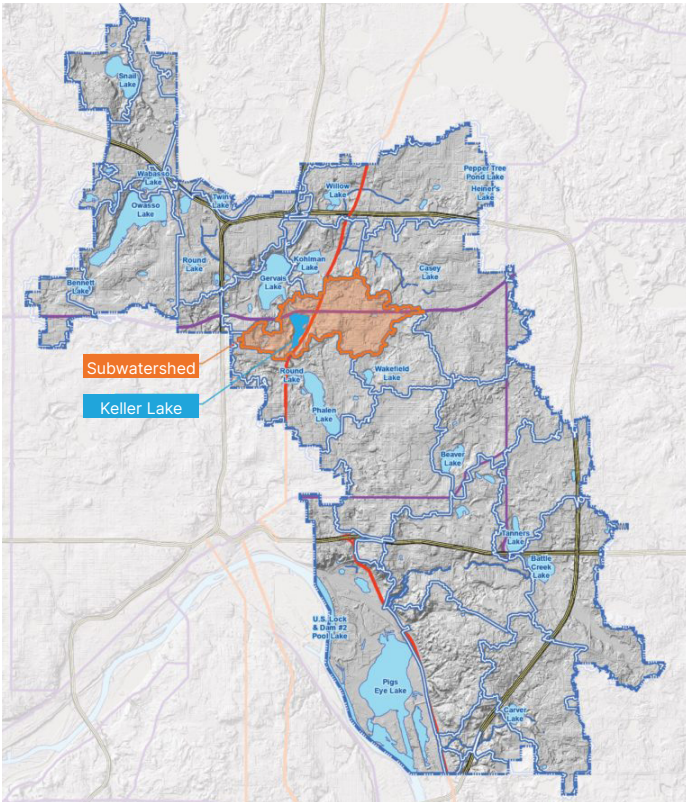 Snail
Lake
Wabasso
Lake
Owasso
Lake
Twin
Lake
Willow
Lake
Pepper Tree
Pond Lake
Heiner's
Lake
Round
Lake
Kohlman
Lake
Gervais
Lake
Casey
Lake
Bennett
Lake
Subwatershed
Keller Lake
Round
Lake
Wakefield
Lake
Phalen
Lake
Beaver
Lake
Tanners
Lake
Battle
Creek
Lake
U.S. Lock
& Dam #2
Pool Lake
Pigs
Eye Lake
Carver
Lake